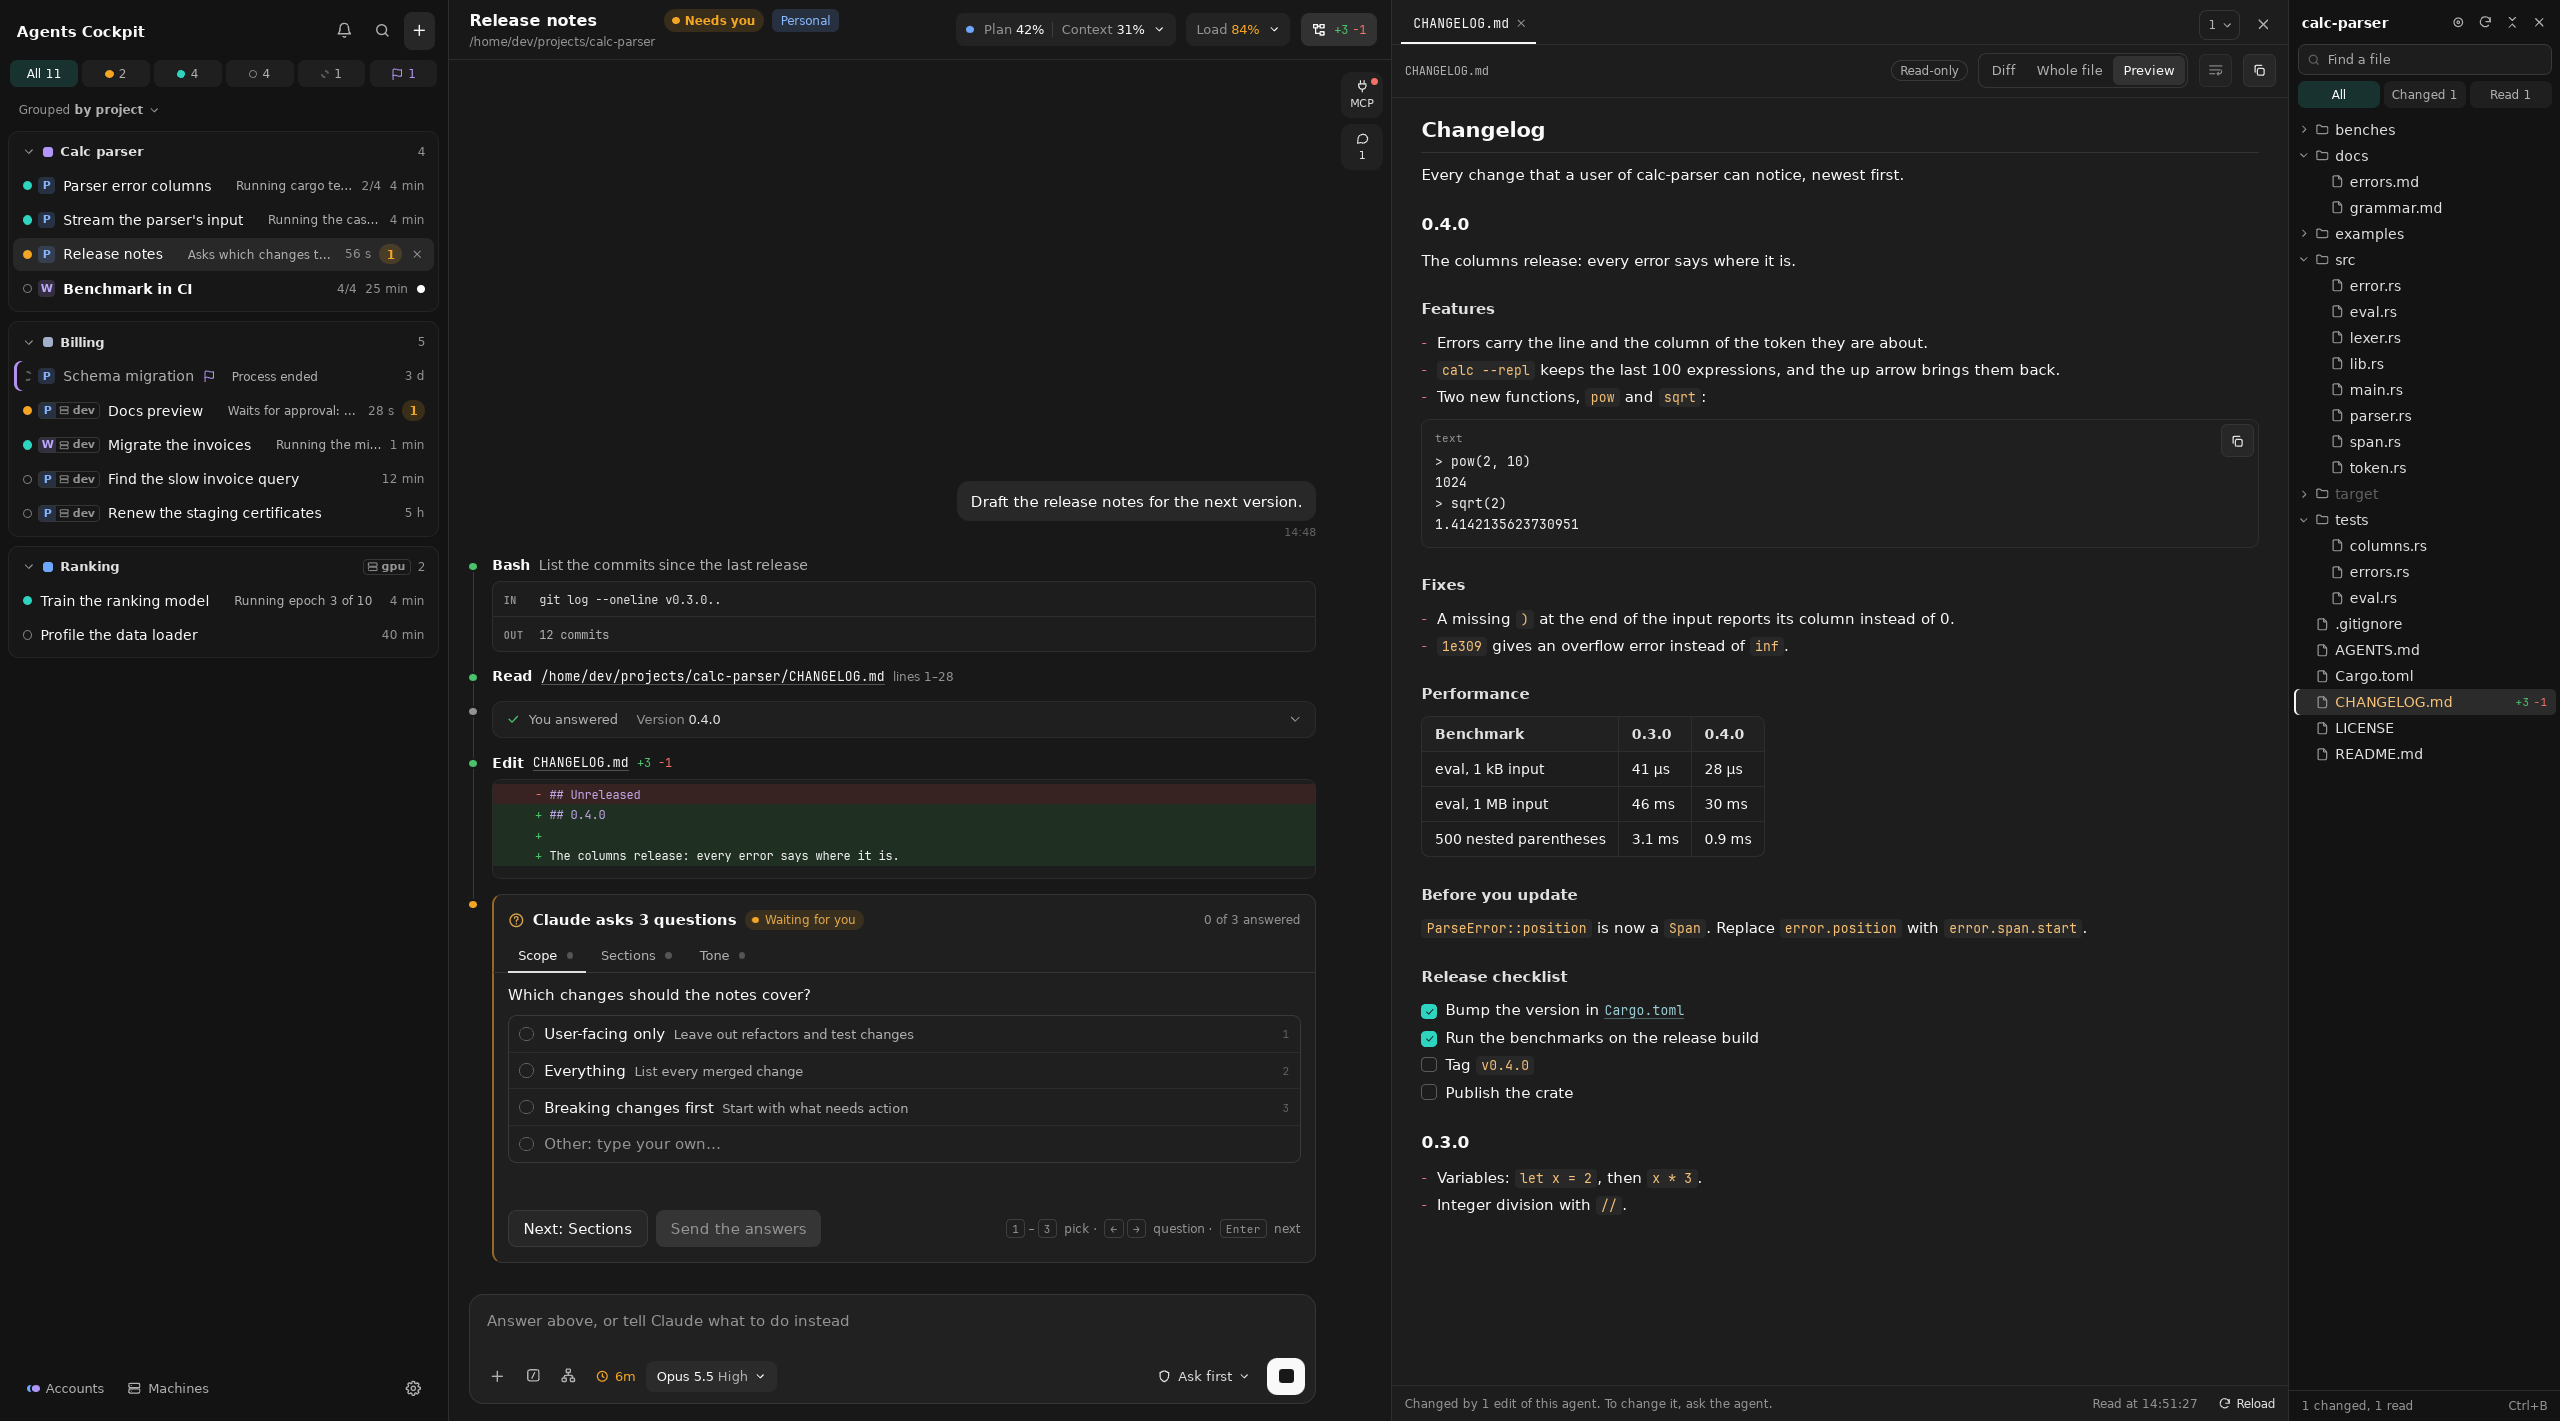 Agents Cockpit
All 11
2
4
4
1
1
Grouped by project
Calc parser 4
P Parser error columns Running cargo te... 2/4 4 min
P Stream the parser's input Running the cas... 4 min
P Release notes Asks which changes t... 56 s 1
W Benchmark in CI 4/4 25 min
Billing 5
P Schema migration Process ended 3 d
P dev Docs preview Waits for approval: ... 28 s 1
W dev Migrate the invoices Running the mi... 1 min
P dev Find the slow invoice query 12 min
P dev Renew the staging certificates 5 h
Ranking gpu 2
Train the ranking model Running epoch 3 of 10 4 min
Profile the data loader 40 min
Accounts
Machines
Release notes Needs you Personal
/home/dev/projects/calc-parser
Plan 42% Context 31%
Load 84%
+3 -1
MCP
1
Draft the release notes for the next version.
14:48
Bash List the commits since the last release
IN git log --oneline v0.3.0..
OUT 12 commits
Read /home/dev/projects/calc-parser/CHANGELOG.md lines 1–28
You answered Version 0.4.0
Edit CHANGELOG.md +3 -1
- ## Unreleased
+ ## 0.4.0
+
+ The columns release: every error says where it is.
Claude asks 3 questions Waiting for you 0 of 3 answered
Scope Sections Tone
Which changes should the notes cover?
User-facing only Leave out refactors and test changes 1
Everything List every merged change 2
Breaking changes first Start with what needs action 3
Other: type your own...
Next: Sections Send the answers 1 – 3 pick · ← → question · Enter next
Answer above, or tell Claude what to do instead
6m Opus 5.5 High Ask first
CHANGELOG.md 1
CHANGELOG.md Read-only Diff Whole file Preview
Changelog
Every change that a user of calc-parser can notice, newest first.
0.4.0
The columns release: every error says where it is.
Features
- Errors carry the line and the column of the token they are about.
- calc --repl keeps the last 100 expressions, and the up arrow brings them back.
- Two new functions, pow and sqrt:
text
> pow(2, 10)
1024
> sqrt(2)
1.4142135623730951
Fixes
- A missing ) at the end of the input reports its column instead of 0.
- 1e309 gives an overflow error instead of inf.
Performance
Benchmark 0.3.0 0.4.0
eval, 1 kB input 41 µs 28 µs
eval, 1 MB input 46 ms 30 ms
500 nested parentheses 3.1 ms 0.9 ms
Before you update
ParseError::position is now a Span. Replace error.position with error.span.start.
Release checklist
Bump the version in Cargo.toml
Run the benchmarks on the release build
Tag v0.4.0
Publish the crate
0.3.0
- Variables: let x = 2, then x * 3.
- Integer division with //.
Changed by 1 edit of this agent. To change it, ask the agent. Read at 14:51:27 Reload
calc-parser
Find a file
All Changed 1 Read 1
benches
docs
errors.md
grammar.md
examples
src
error.rs
eval.rs
lexer.rs
lib.rs
main.rs
parser.rs
span.rs
token.rs
target
tests
columns.rs
errors.rs
eval.rs
.gitignore
AGENTS.md
Cargo.toml
CHANGELOG.md +3 -1
LICENSE
README.md
1 changed, 1 read Ctrl+B